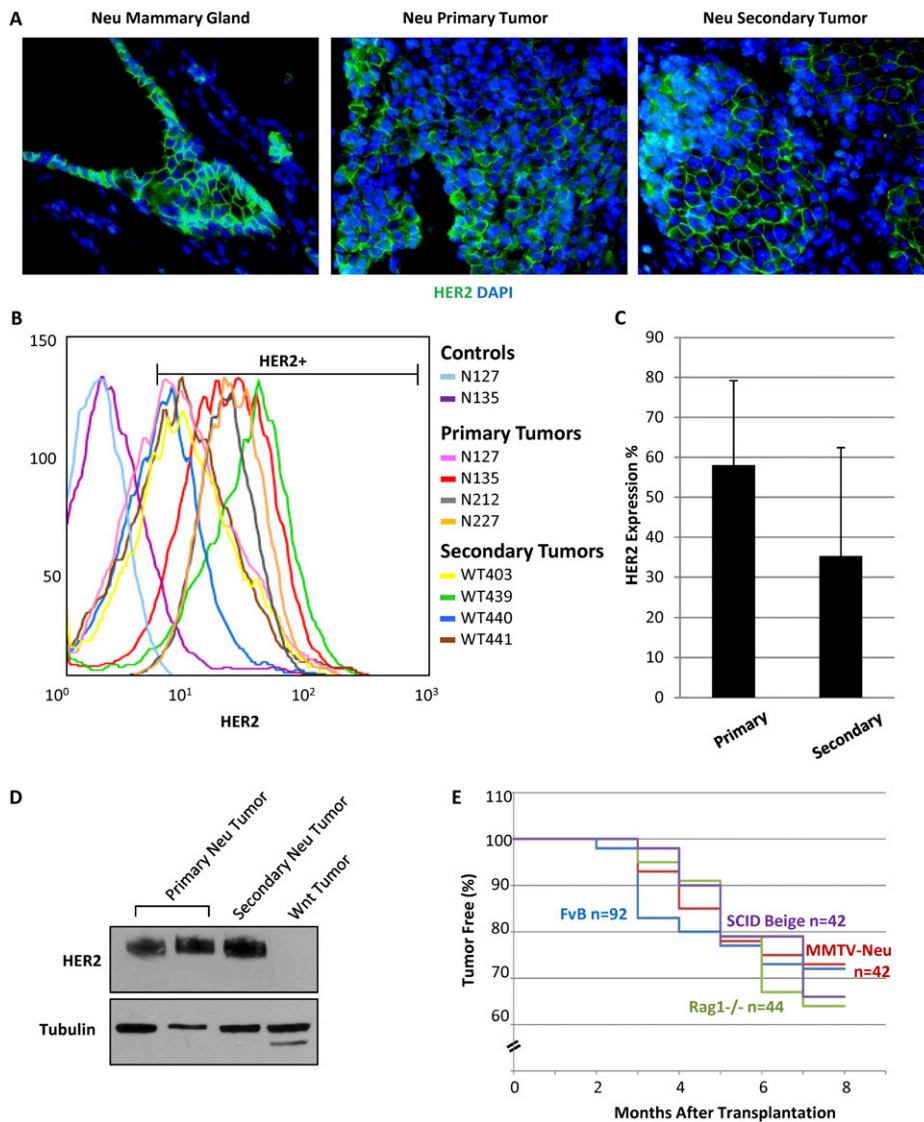 A
Neu Mammary Gland
Neu Primary Tumor
Neu Secondary Tumor
HER2 DAPI
B
150
100
50
HER2+
10⁰
10¹
10²
10³
HER2
Controls
N127
N135
Primary Tumors
N127
N135
N212
N227
Secondary Tumors
WT403
WT439
WT440
WT441
C
HER2 Expression %
90
80
70
60
50
40
30
20
10
0
Primary
Secondary
D
Primary Neu Tumor
Secondary Neu Tumor
Wnt Tumor
HER2
Tubulin
E
Tumor Free (%)
110
100
90
80
70
60
FvB n=92
SCID Beige n=42
MMTV-Neu
n=42
Rag1-/- n=44
0
2
4
6
8
Months After Transplantation